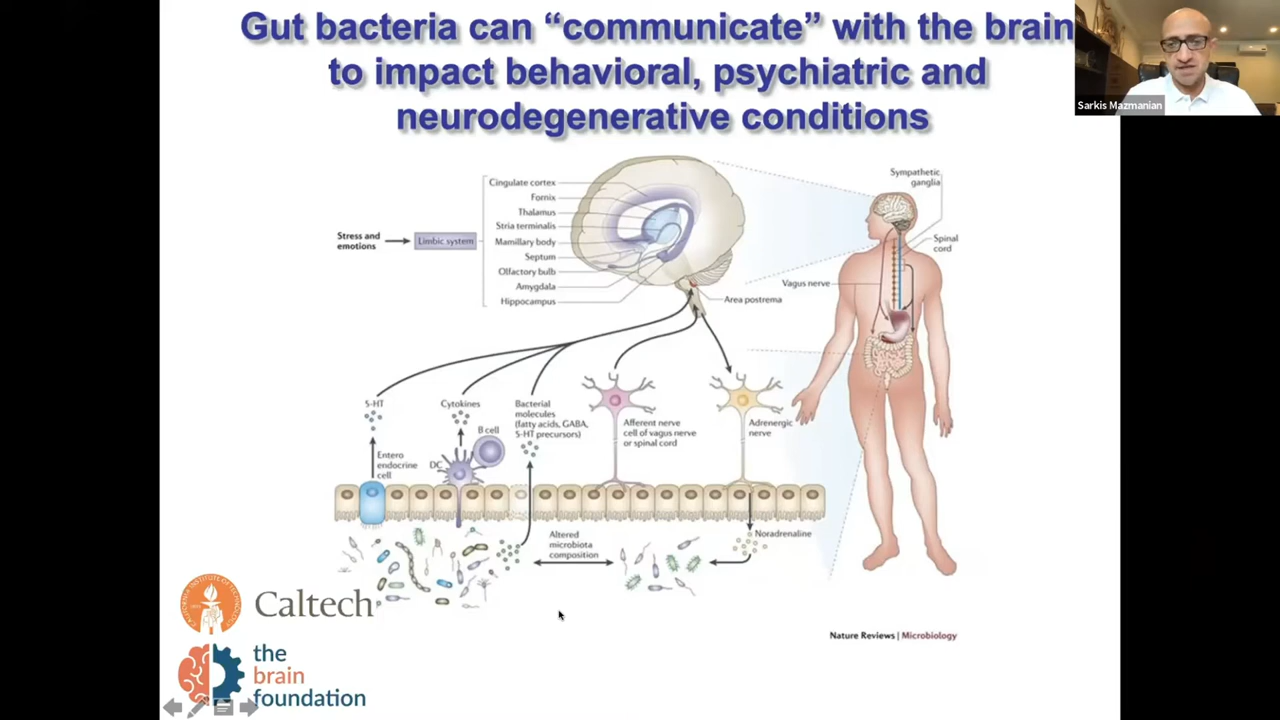 Gut bacteria can “communicate” with the brain
to impact behavioral, psychiatric and
neurodegenerative conditions
Sarkis Mazmanian
Sympathetic
ganglia
Spinal
cord
Vagus nerve
Stress and
emotions
Limbic system
Cingulate cortex
Fornix
Thalamus
Stria terminalis
Mamillary body
Septum
Olfactory bulb
Amygdala
Hippocampus
Area postrema
5-HT
Cytokines
Bacterial
molecules
(fatty acids, GABA,
5-HT precursors)
B cell
DC
Entero
endocrine
cell
Afferent nerve
cell of vagus nerve
or spinal cord
Adrenergic
nerve
Altered
microbiota
composition
Noradrenaline
Caltech
the
brain
foundation
Nature Reviews | Microbiology